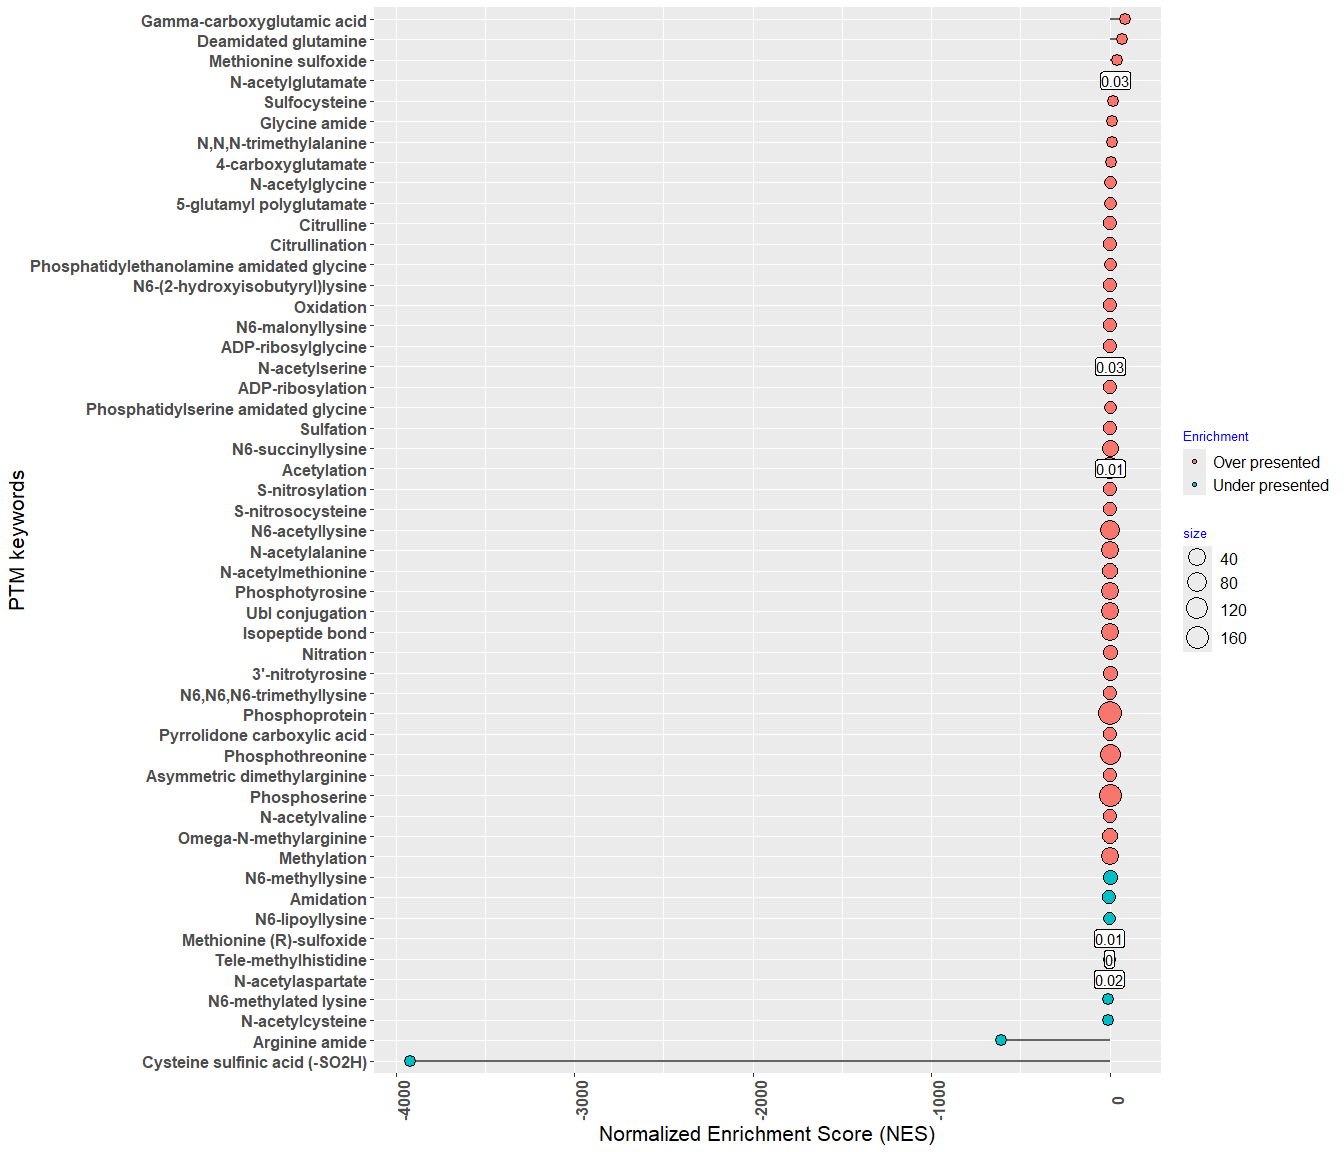 Gamma-carboxyglutamic acid
Deamidated glutamine
Methionine sulfoxide
N-acetylglutamate
0.03
Sulfocysteine
Glycine amide
N,N,N-trimethylalanine
4-carboxyglutamate
N-acetylglycine
5-glutamyl polyglutamate
Citrulline
Citrullination
Phosphatidylethanolamine amidated glycine
N6-(2-hydroxyisobutyryl)lysine
Oxidation
N6-malonyllysine
ADP-ribosylglycine
N-acetylserine
0.03
ADP-ribosylation
Phosphatidylserine amidated glycine
Sulfation
N6-succinyllysine
Acetylation
0.01
S-nitrosylation
S-nitrosocysteine
N6-acetyllysine
N-acetylalanine
N-acetylmethionine
Phosphotyrosine
Ubl conjugation
Isopeptide bond
Nitration
3'-nitrotyrosine
N6,N6,N6-trimethyllysine
Phosphoprotein
Pyrrolidone carboxylic acid
Phosphothreonine
Asymmetric dimethylarginine
Phosphoserine
N-acetylvaline
Omega-N-methylarginine
Methylation
N6-methyllysine
Amidation
N6-lipoyllysine
Methionine (R)-sulfoxide
0.01
Tele-methylhistidine
0
N-acetylaspartate
0.02
N6-methylated lysine
N-acetylcysteine
Arginine amide
Cysteine sulfinic acid (-SO2H)
PTM keywords
-4000
-3000
-2000
-1000
0
Normalized Enrichment Score (NES)
Enrichment
Over presented
Under presented
size
40
80
120
160